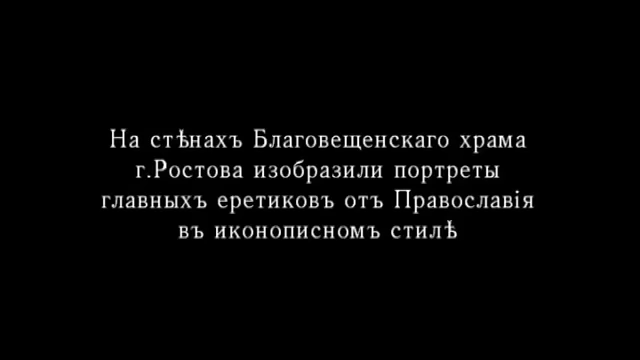 На стѣнахъ Благовещенскаго храма
г.Ростова изобразили портреты
главныхъ еретиковъ отъ Православія
въ иконописномъ стилѣ